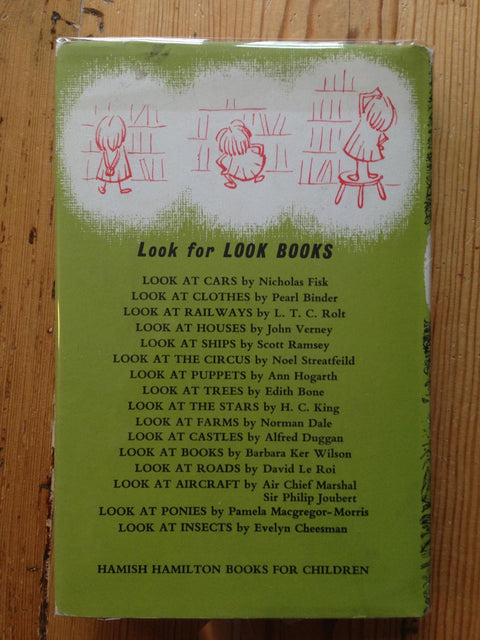 Look for LOOK BOOKS
LOOK AT CARS by Nicholas Fisk
LOOK AT CLOTHES by Pearl Binder
LOOK AT RAILWAYS by L. T. C. Rolt
LOOK AT HOUSES by John Verney
LOOK AT SHIPS by Scott Ramsey
LOOK AT THE CIRCUS by Noel Streatfeild
LOOK AT PUPPETS by Ann Hogarth
LOOK AT TREES by Edith Bone
LOOK AT THE STARS by H. C. King
LOOK AT FARMS by Norman Dale
LOOK AT CASTLES by Alfred Duggan
LOOK AT BOOKS by Barbara Ker Wilson
LOOK AT ROADS by David Le Roi
LOOK AT AIRCRAFT by Air Chief Marshal
Sir Philip Joubert
LOOK AT PONIES by Pamela Macgregor-Morris
LOOK AT INSECTS by Evelyn Cheesman
HAMISH HAMILTON BOOKS FOR CHILDREN